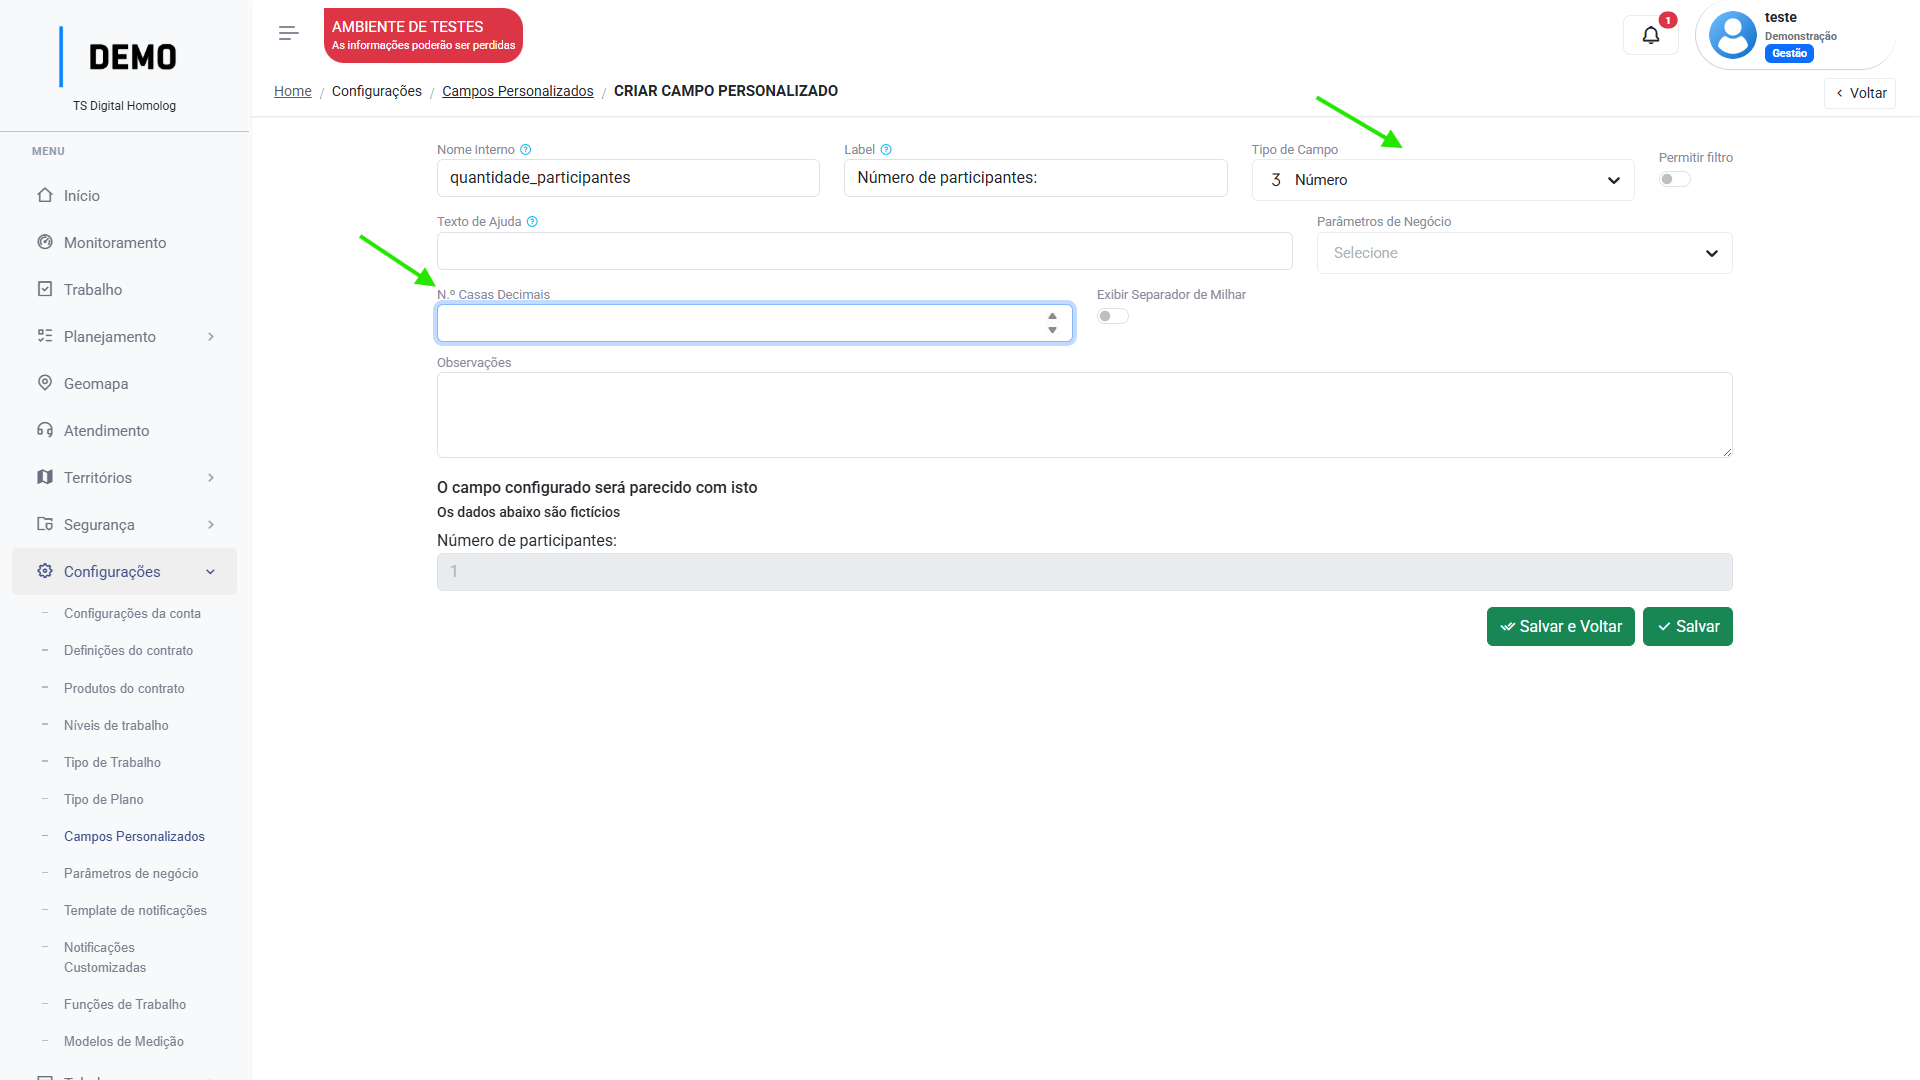 DEMO
TS Digital Homolog
MENU
Início
Monitoramento
Trabalho
Planejamento
Geomapa
Atendimento
Territórios
Segurança
Configurações
Configurações da conta
Definições do contrato
Produtos do contrato
Níveis de trabalho
Tipo de Trabalho
Tipo de Plano
Campos Personalizados
Parâmetros de negócio
Template de notificações
Notificações
Customizadas
Funções de Trabalho
Modelos de Medição
AMBIENTE DE TESTES
As informações poderão ser perdidas
1
teste
Demonstração
Gestão
Home / Configurações / Campos Personalizados / CRIAR CAMPO PERSONALIZADO
Voltar
Nome Interno
quantidade_participantes
Label
Número de participantes:
Tipo de Campo
3 Número
Permitir filtro
Texto de Ajuda
Parâmetros de Negócio
Selecione
N.º Casas Decimais
Exibir Separador de Milhar
Observações
O campo configurado será parecido com isto
Os dados abaixo são fictícios
Número de participantes:
1
Salvar e Voltar
Salvar